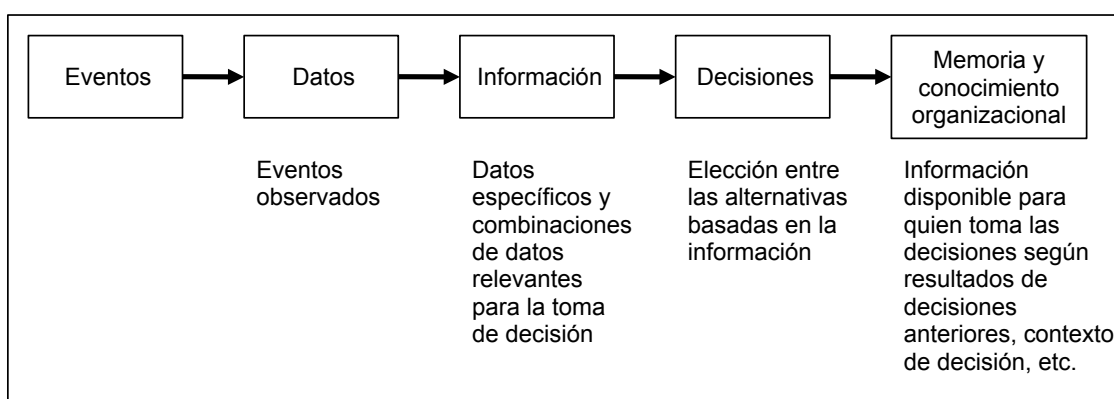 Eventos
Datos
Información
Decisiones
Memoria y
conocimiento
organizacional
Eventos
observados
Datos
específicos y
combinaciones
de datos
relevantes
para la toma
de decisión
Elección entre
las alternativas
basadas en la
información
Información
disponible para
quien toma las
decisiones según
resultados de
decisiones
anteriores, contexto
de decisión, etc.